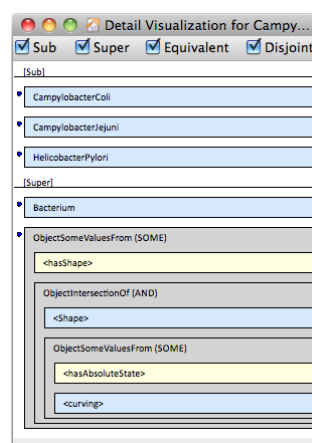 Detail Visualization for Campy...
Sub Super Equivalent Disjoint
[Sub]
CampylobacterColi
CampylobacterJejuni
HelicobacterPylori
[Super]
Bacterium
ObjectSomeValuesFrom (SOME)
<hasShape>
ObjectIntersectionOf (AND)
<Shape>
ObjectSomeValuesFrom (SOME)
<hasAbsoluteState>
<curving>